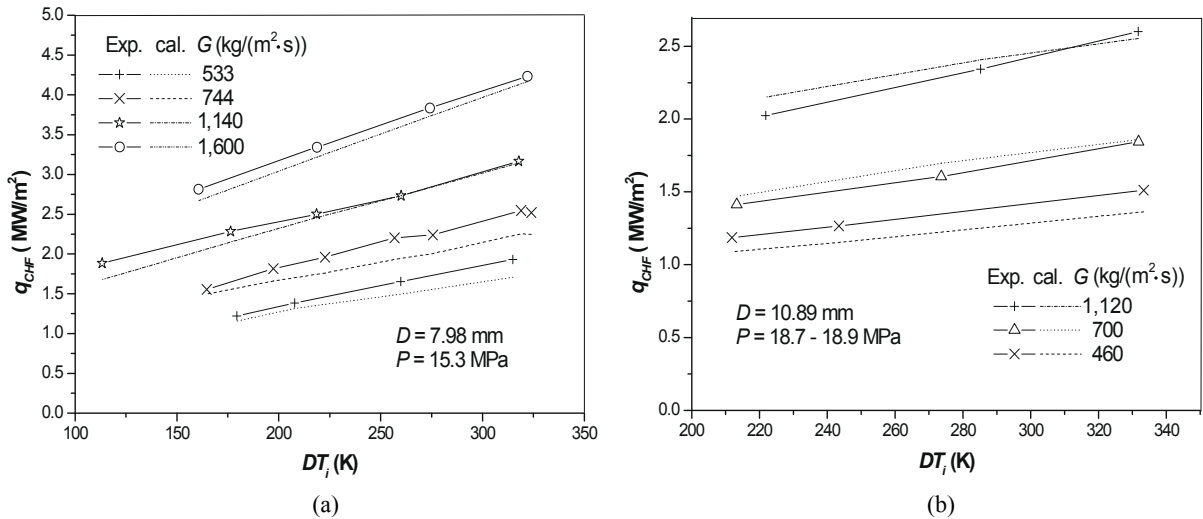 5.0
4.5
4.0
3.5
3.0
2.5
2.0
1.5
1.0
0.5
0.0
q_CHF ( MW/m²)
Exp. cal. G (kg/(m²·s))
533
744
1,140
1,600
D = 7.98 mm
P = 15.3 MPa
100 150 200 250 300 350
DT_i (K)
(a)
2.5
2.0
1.5
1.0
0.5
0.0
q_CHF ( MW/m²)
Exp. cal. G (kg/(m²·s))
1,120
700
460
D = 10.89 mm
P = 18.7 - 18.9 MPa
200 220 240 260 280 300 320 340
DT_i (K)
(b)